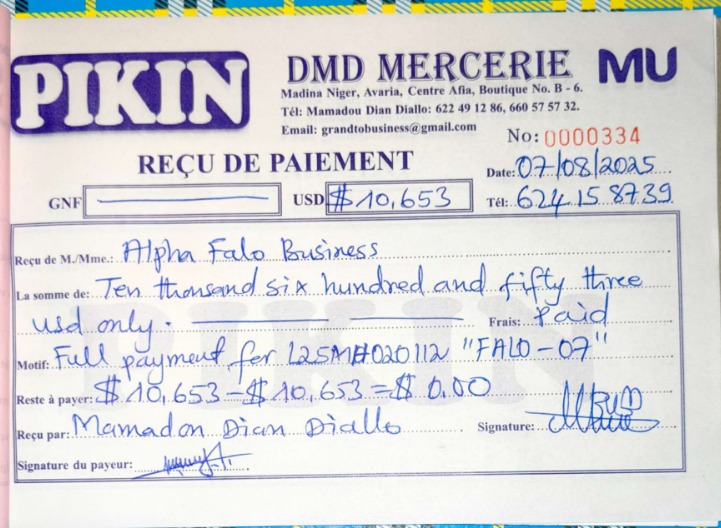 PIKIN
DMD MERCERIE MU
Madina Niger, Avaria, Centre Afia, Boutique No. B - 6.
Tél: Mamadou Dian Diallo: 622 49 12 86, 660 57 57 32.
Email: grandtobusiness@gmail.com
No: 0000334
REÇU DE PAIEMENT
Date: 07/08/2025
GNF USD $10,653 Tél: 624 15 87 39
Reçu de M./Mme.: Alpha Falo Business
La somme de: Ten thousand six hundred and fifty three
usd only. Frais: Paid
Motif: Full payment for L25MH020112 "FALO-07"
Reste à payer: $10,653-$10,653=$ 0.00
Reçu par: Mamadou Dian Diallo Signature:
Signature du payeur:
PIKIN